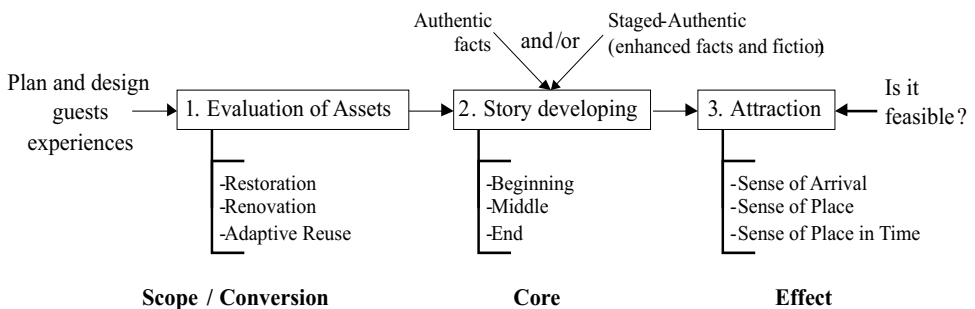 Authentic
facts
and/or
Staged-Authentic
(enhanced facts and fiction)
Plan and design
guests
experiences
1. Evaluation of Assets
2. Story developing
3. Attraction
Is it
feasible?
-Restoration
-Renovation
-Adaptive Reuse
-Beginning
-Middle
-End
-Sense of Arrival
-Sense of Place
-Sense of Place in Time
Scope / Conversion
Core
Effect